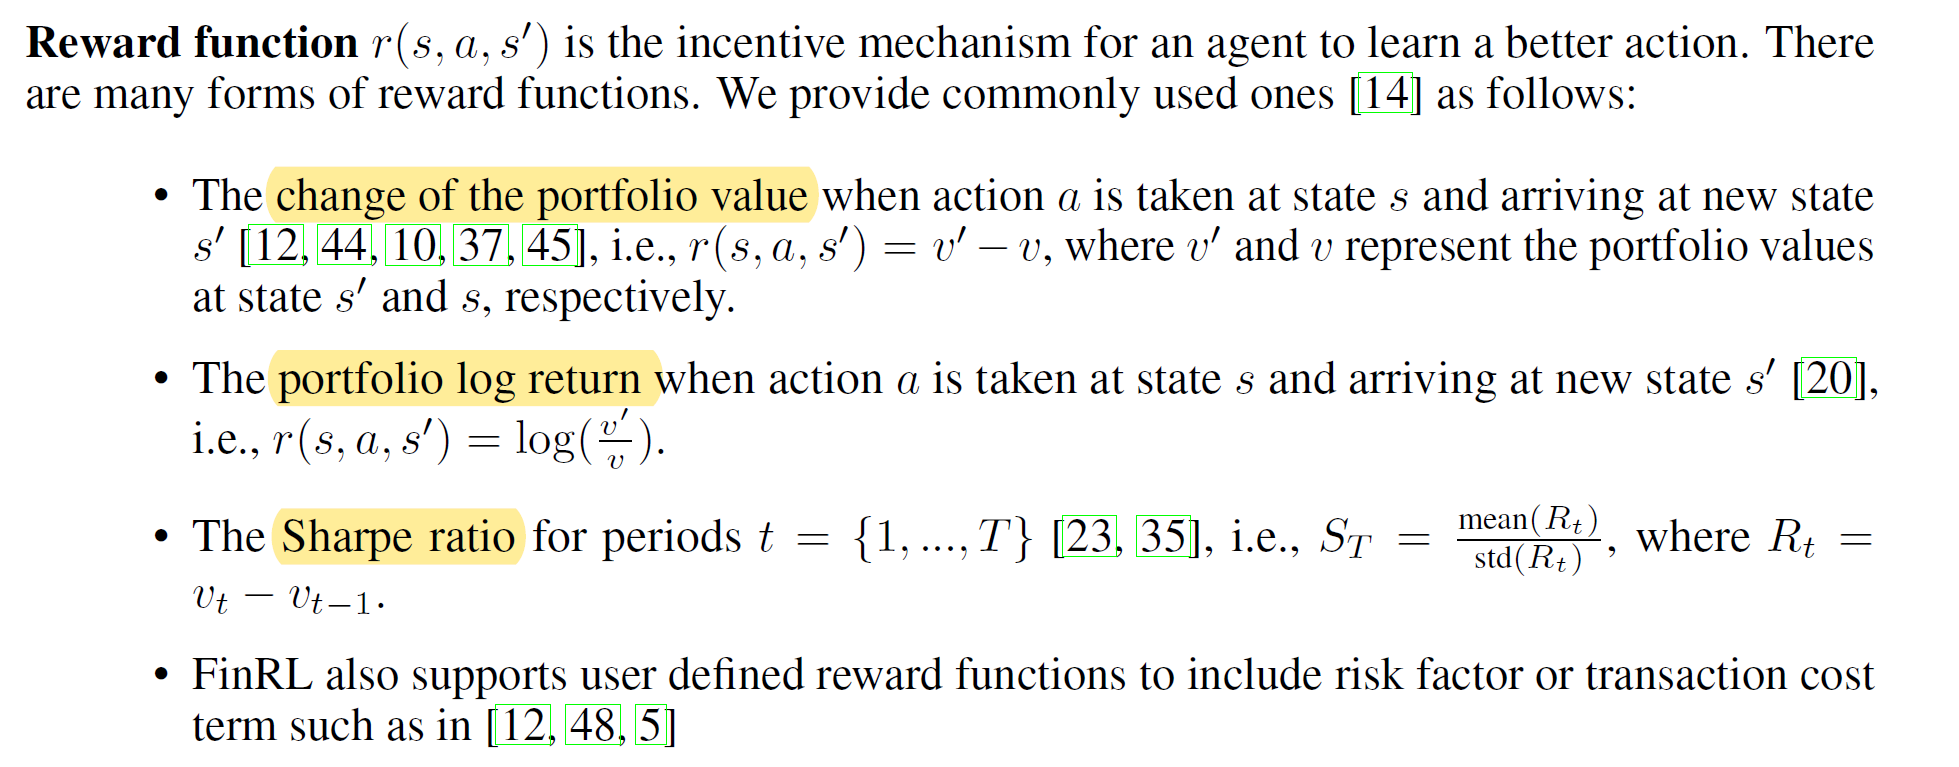 Reward function r(s, a, s′) is the incentive mechanism for an agent to learn a better action. There
are many forms of reward functions. We provide commonly used ones [14] as follows:
• The change of the portfolio value when action a is taken at state s and arriving at new state
s′ [12, 44, 10, 37, 45], i.e., r(s, a, s′) = v′ − v, where v′ and v represent the portfolio values
at state s′ and s, respectively.
• The portfolio log return when action a is taken at state s and arriving at new state s′ [20],
i.e., r(s, a, s′) = log(v′/v).
• The Sharpe ratio for periods t = {1, ..., T} [23, 35], i.e., S_T = mean(R_t)/std(R_t), where R_t =
v_t − v_{t−1}.
• FinRL also supports user defined reward functions to include risk factor or transaction cost
term such as in [12, 48, 5]